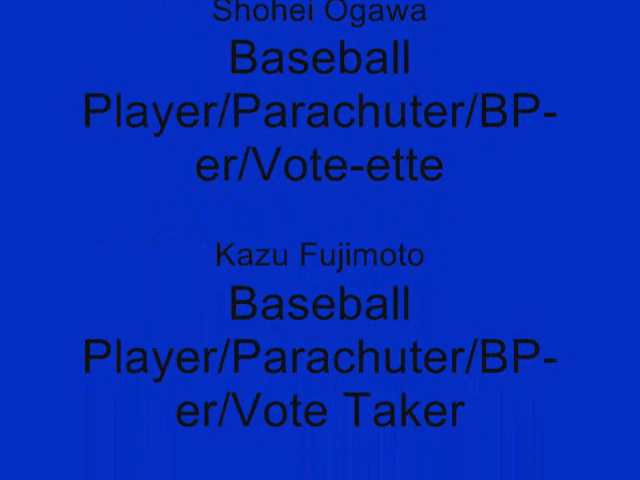 Shohei Ogawa
Baseball
Player/Parachuter/BP-
er/Vote-ette
Kazu Fujimoto
Baseball
Player/Parachuter/BP-
er/Vote Taker